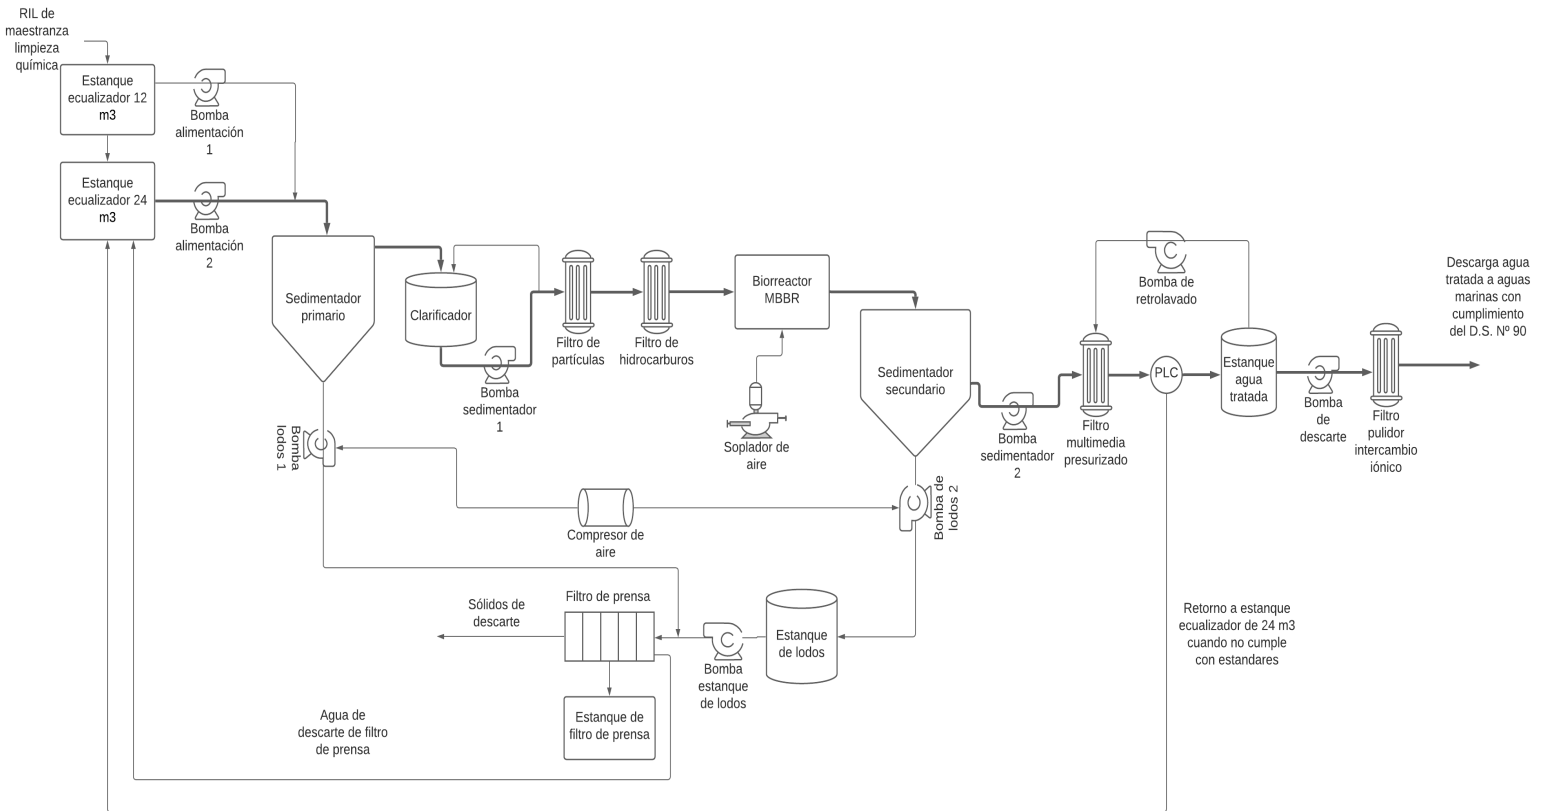 RIL de
maestranza
limpieza
química
Estanque
ecualizador 12
m3
Bomba
alimentación
1
Estanque
ecualizador 24
m3
Bomba
alimentación
2
Sedimentador
primario
Clarificador
Bomba
sedimentador
1
Filtro de
partículas
Filtro de
hidrocarburos
Biorreactor
MBBR
Soplador de
aire
Sedimentador
secundario
Bomba
sedimentador
2
Filtro
multimedia
presurizado
Bomba de
retrolavado
PLC
Estanque
agua
tratada
Bomba
de
descarte
Filtro
pulidor
intercambio
iónico
Descarga agua
tratada a aguas
marinas con
cumplimiento
del D.S. Nº 90
Bomba
lodos 1
Compresor de
aire
Bomba de
lodos 2
Sólidos de
descarte
Filtro de prensa
Bomba
estanque
de lodos
Estanque
de lodos
Estanque de
filtro de prensa
Agua de
descarte de filtro
de prensa
Retorno a estanque
ecualizador de 24 m3
cuando no cumple
con estandares